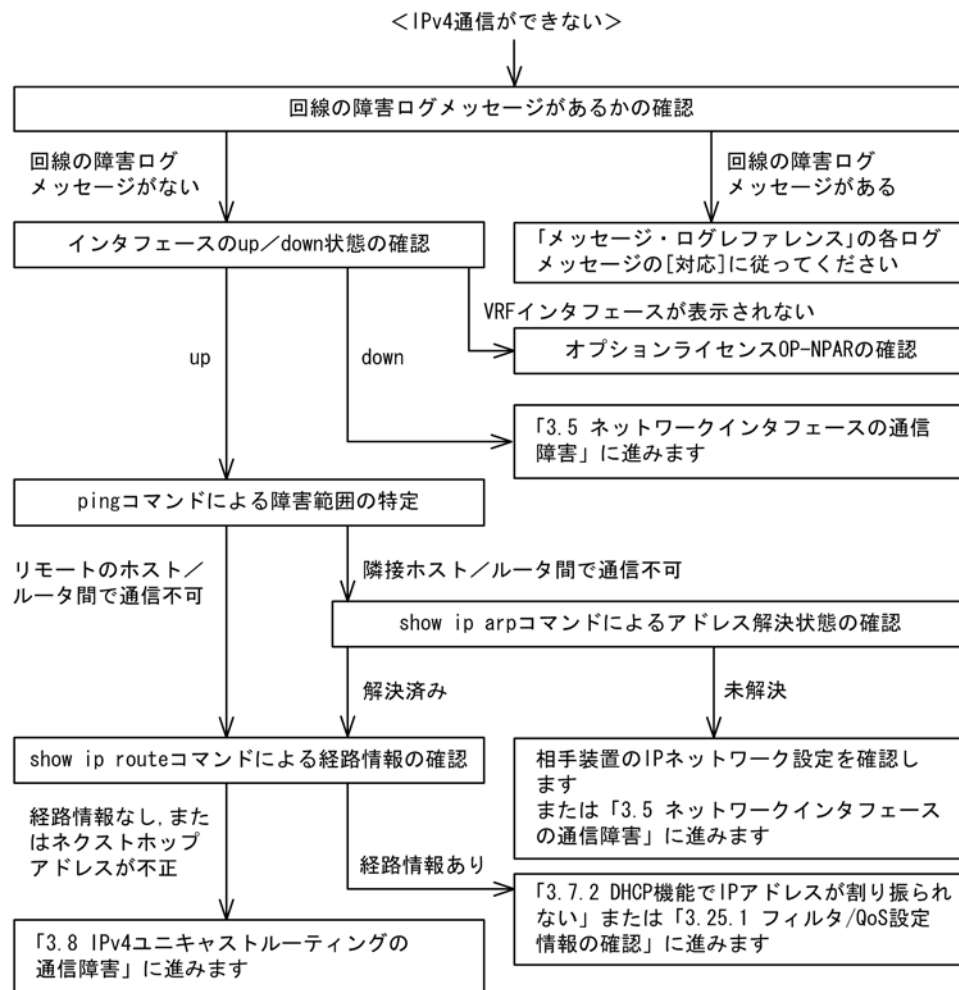 ＜IPv4通信ができない＞
回線の障害ログメッセージがあるかの確認
回線の障害ログ
メッセージがない
回線の障害ログ
メッセージがある
インタフェースのup／down状態の確認
「メッセージ・ログレファレンス」の各ログ
メッセージの[対応]に従ってください
VRFインタフェースが表示されない
オプションライセンスOP-NPARの確認
up
down
「3.5 ネットワークインタフェースの通信
障害」に進みます
pingコマンドによる障害範囲の特定
リモートのホスト／
ルータ間で通信不可
隣接ホスト／ルータ間で通信不可
show ip arpコマンドによるアドレス解決状態の確認
解決済み
未解決
show ip routeコマンドによる経路情報の確認
相手装置のIPネットワーク設定を確認し
ます
または「3.5 ネットワークインタフェース
の通信障害」に進みます
経路情報なし,また
はネクストホップ
アドレスが不正
経路情報あり
「3.7.2 DHCP機能でIPアドレスが割り振られ
ない」または「3.25.1 フィルタ/QoS設定
情報の確認」に進みます
「3.8 IPv4ユニキャストルーティングの
通信障害」に進みます